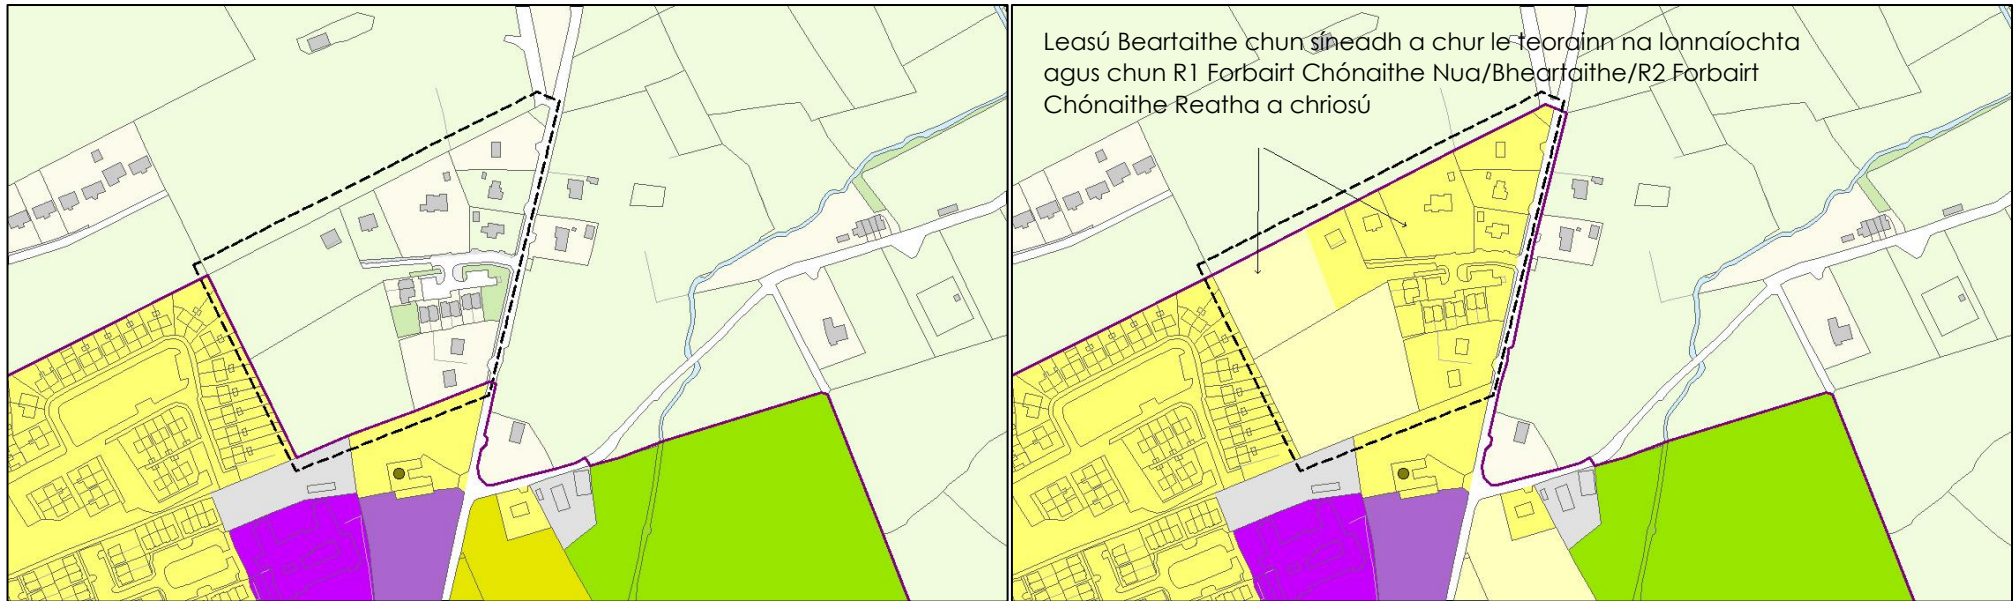 Leasú Beartaithe chun síneadh a chur le teorainn na lonnaíochta
agus chun R1 Forbairt Chónaithe Nua/Bheartaithe/R2 Forbairt
Chónaithe Reatha a chriosú